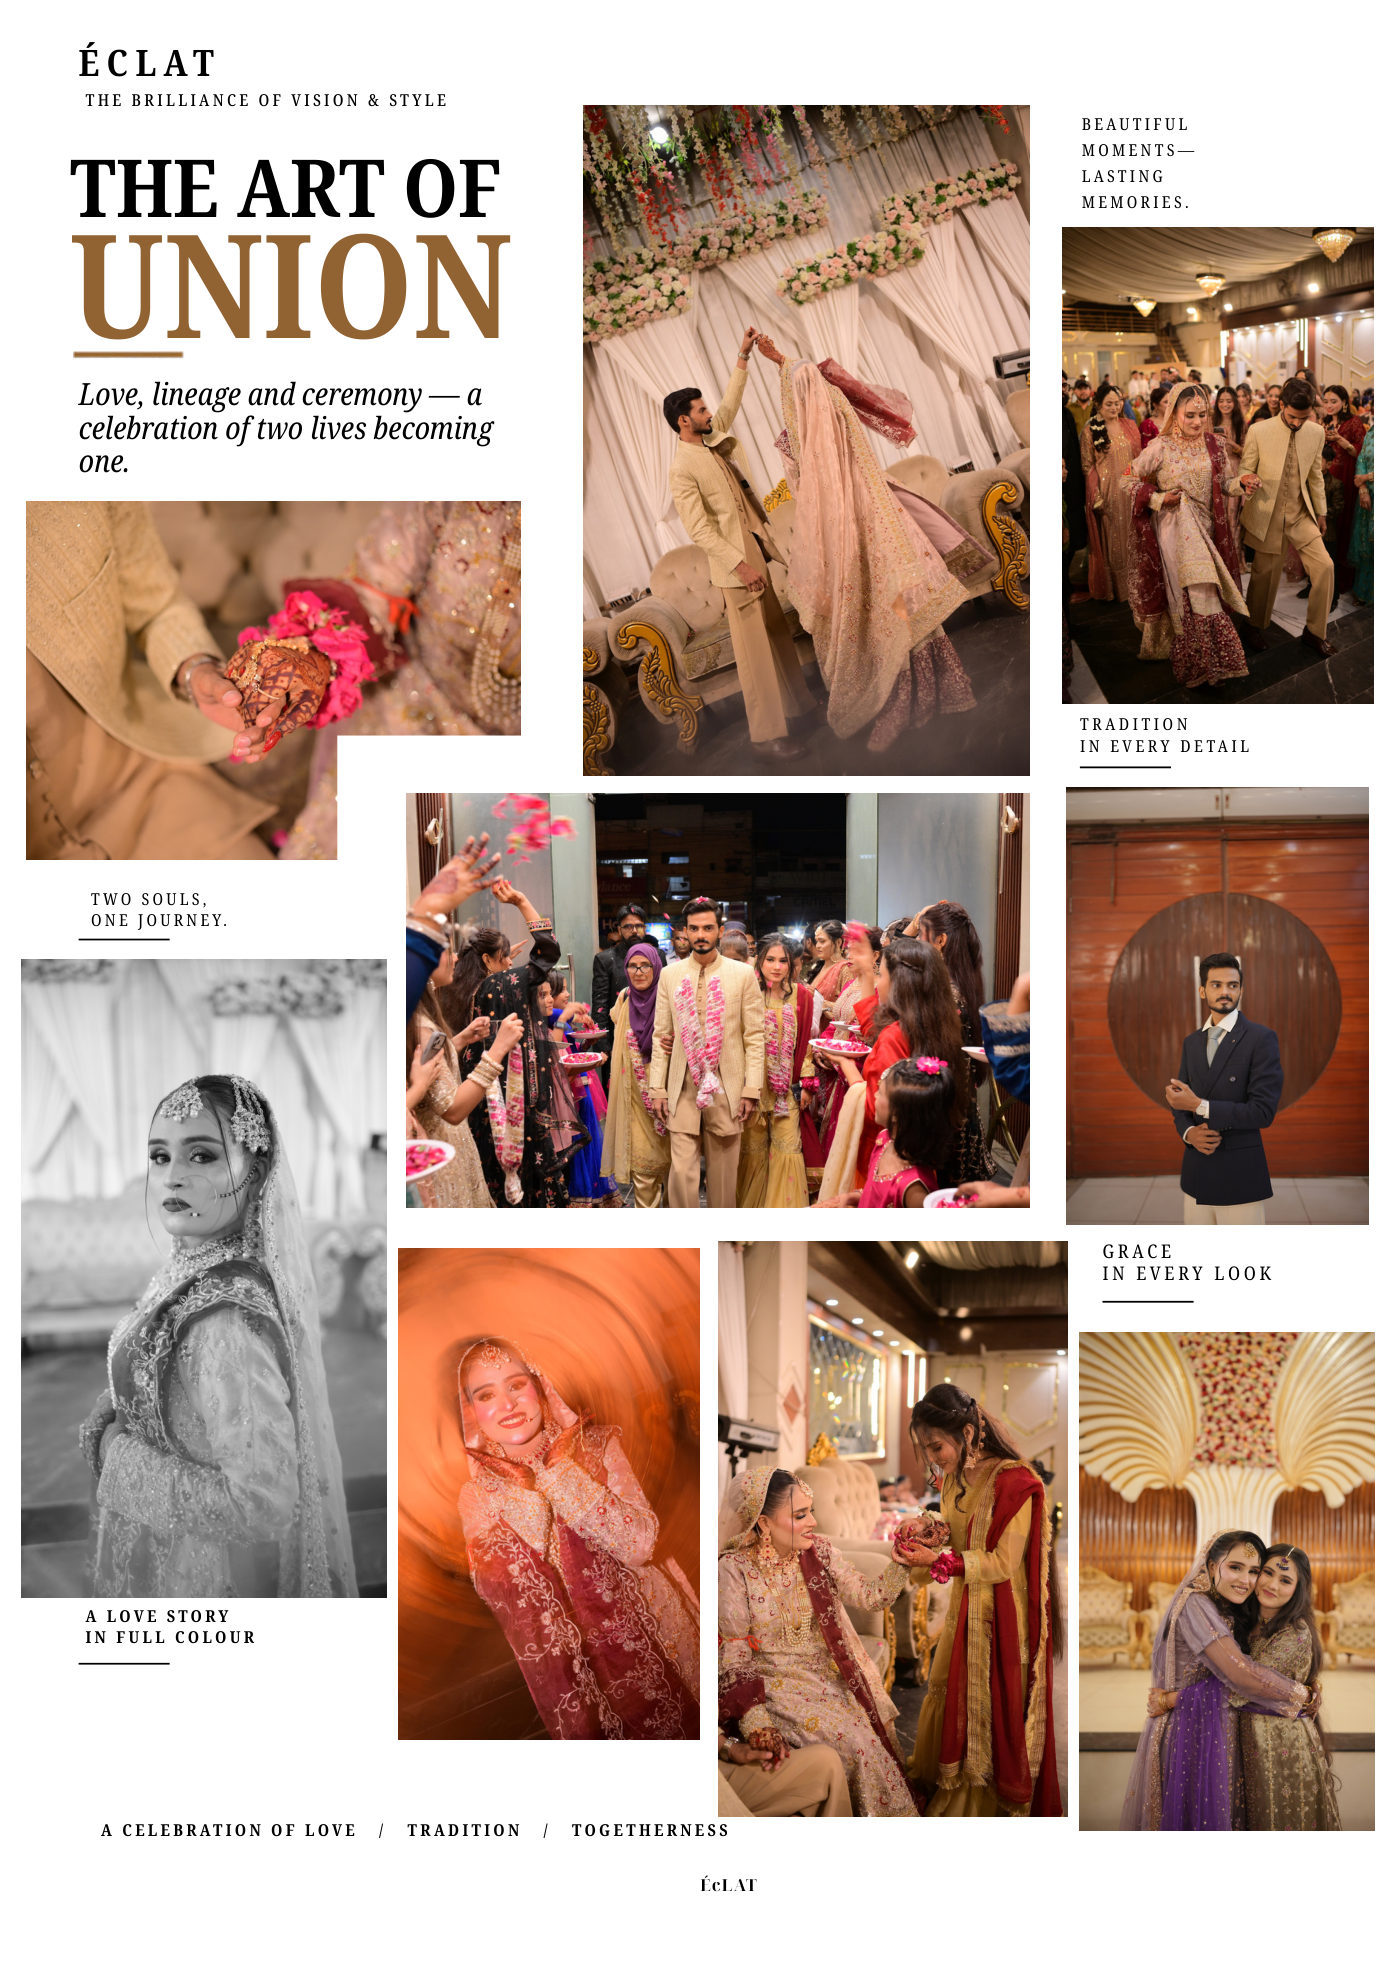 ÉCLAT
THE BRILLIANCE OF VISION & STYLE
THE ART OF
UNION
Love, lineage and ceremony — a
celebration of two lives becoming
one.
BEAUTIFUL
MOMENTS—
LASTING
MEMORIES.
TRADITION
IN EVERY DETAIL
TWO SOULS,
ONE JOURNEY.
GRACE
IN EVERY LOOK
A LOVE STORY
IN FULL COLOUR
A CELEBRATION OF LOVE / TRADITION / TOGETHERNESS
ÉcLAT